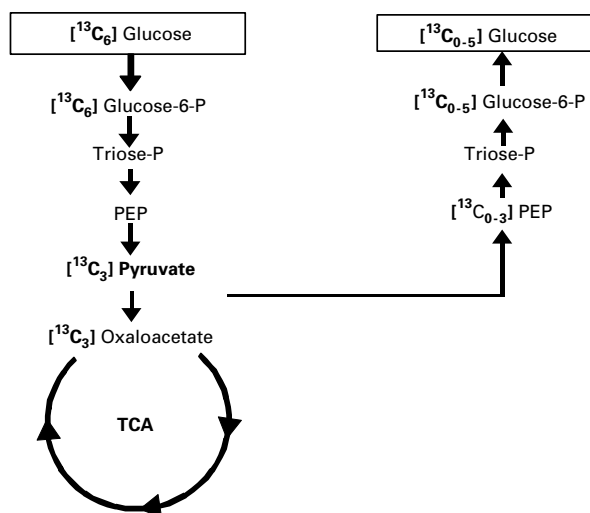 [¹³C₆] Glucose
[¹³C₆] Glucose-6-P
Triose-P
PEP
[¹³C₃] Pyruvate
[¹³C₃] Oxaloacetate
TCA
[¹³C₀₋₅] Glucose
[¹³C₀₋₅] Glucose-6-P
Triose-P
[¹³C₀₋₃] PEP